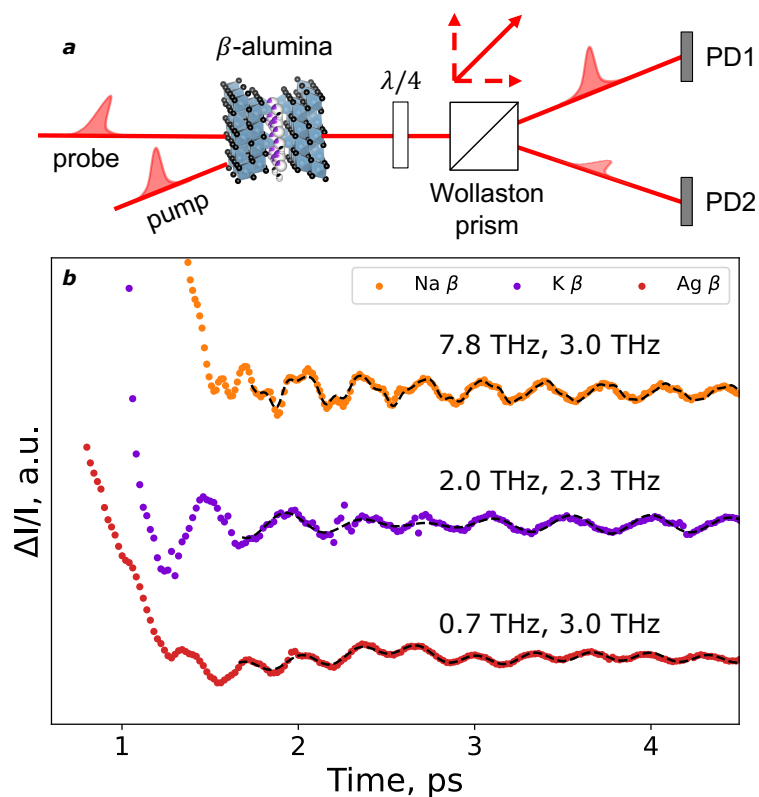 a
β-alumina
λ/4
PD1
probe
pump
Wollaston
prism
PD2
b
Na β
K β
Ag β
7.8 THz, 3.0 THz
2.0 THz, 2.3 THz
0.7 THz, 3.0 THz
ΔI/I, a.u.
1
2
3
4
Time, ps